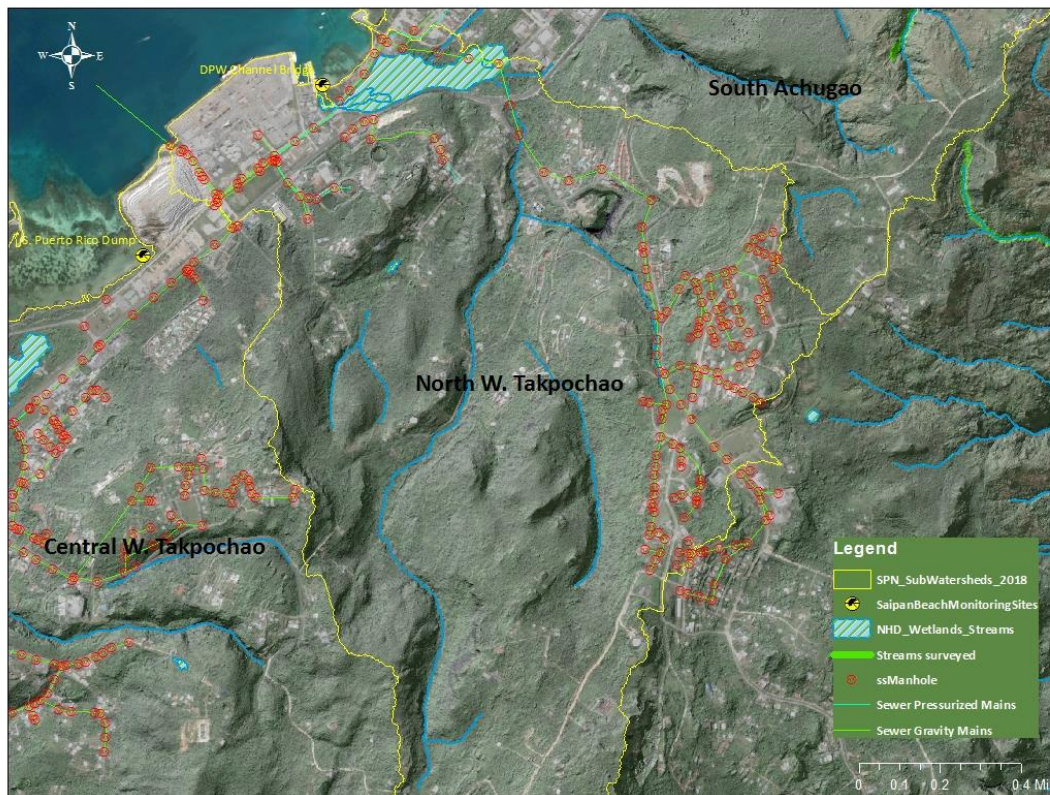 N
W E
S
DPW Channel Bridge
South Achugao
S. Puerto Rico Dump
North W. Takpochao
Central W. Takpochao
Legend
SPN_SubWatersheds_2018
SaipanBeachMonitoringSites
NHD_Wetlands_Streams
Streams surveyed
ssManhole
Sewer Pressurized Mains
Sewer Gravity Mains
0 0.1 0.2 0.4 Mi